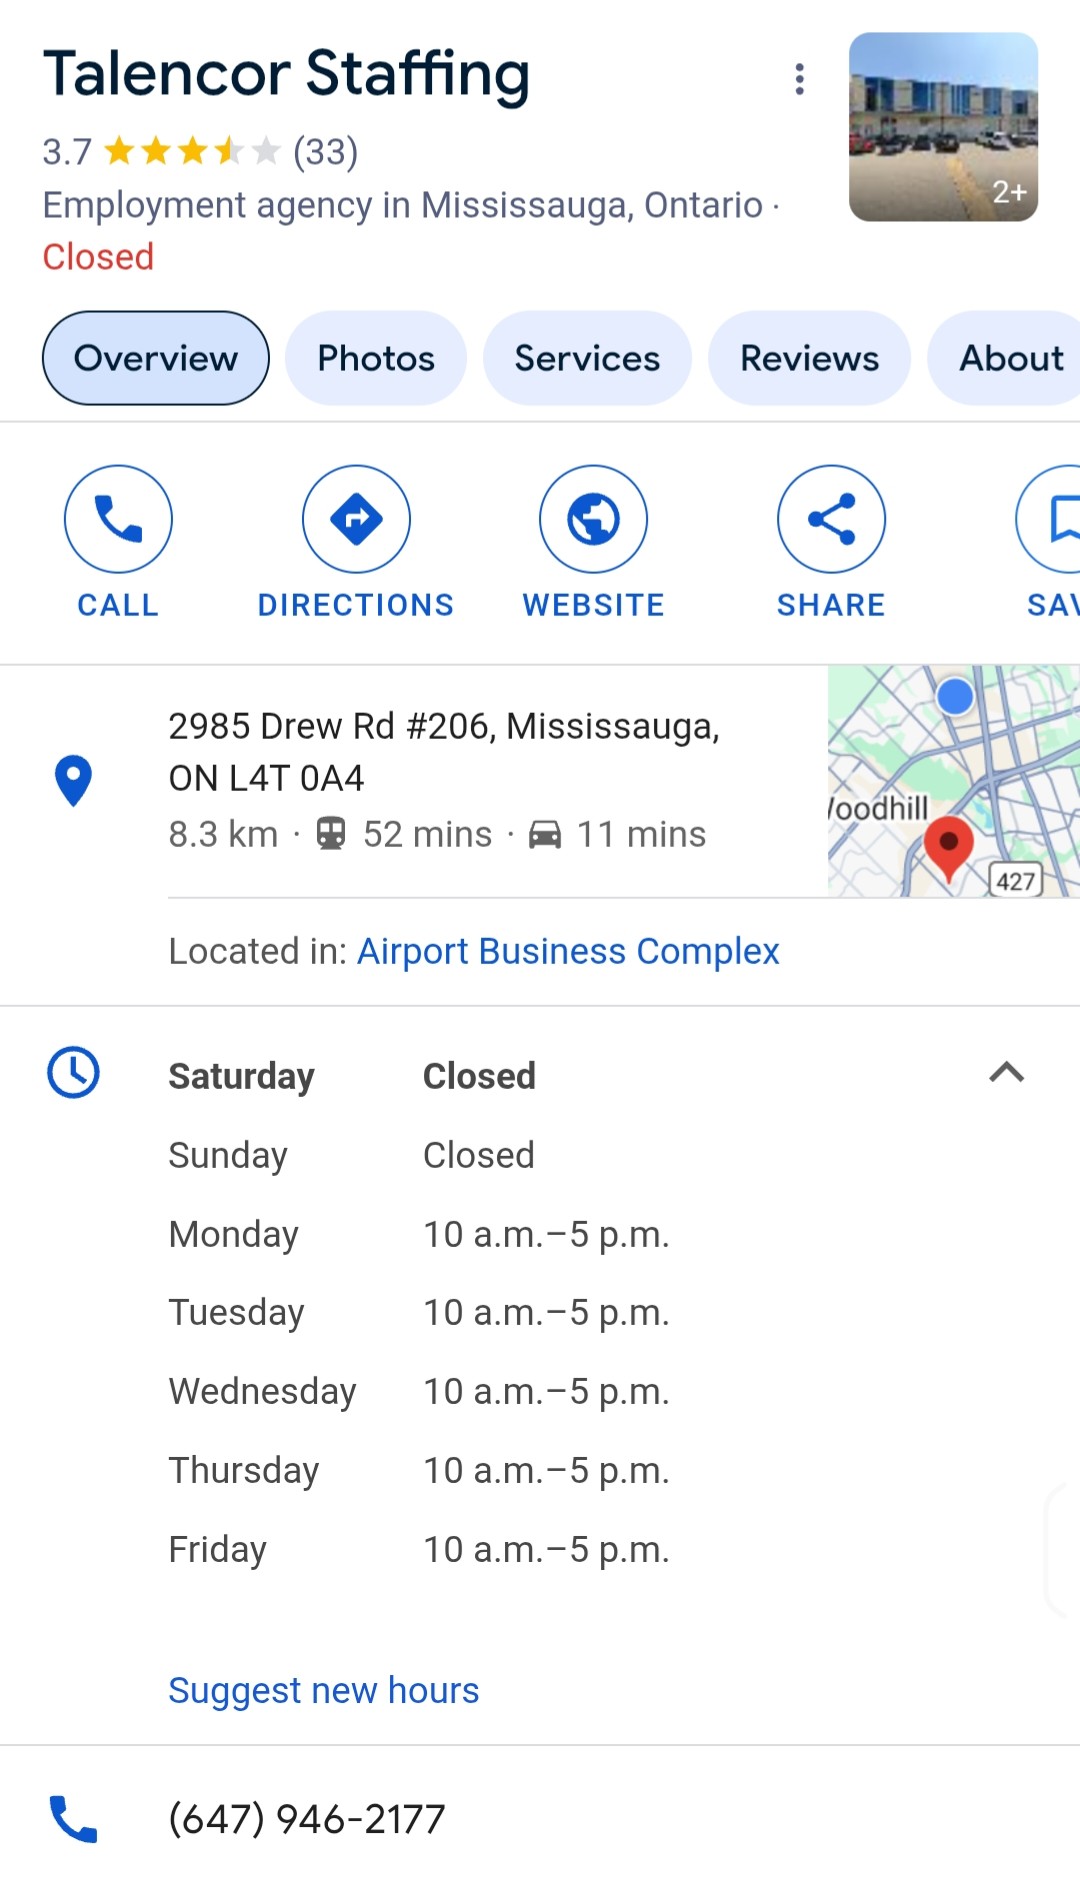 Talencor Staffing
3.7 (33)
Employment agency in Mississauga, Ontario ·
Closed
2+
Overview Photos Services Reviews About
CALL DIRECTIONS WEBSITE SHARE SAV
2985 Drew Rd #206, Mississauga,
ON L4T 0A4
8.3 km · 52 mins · 11 mins
oodhill
427
Located in: Airport Business Complex
Saturday Closed
Sunday Closed
Monday 10 a.m.–5 p.m.
Tuesday 10 a.m.–5 p.m.
Wednesday 10 a.m.–5 p.m.
Thursday 10 a.m.–5 p.m.
Friday 10 a.m.–5 p.m.
Suggest new hours
(647) 946-2177